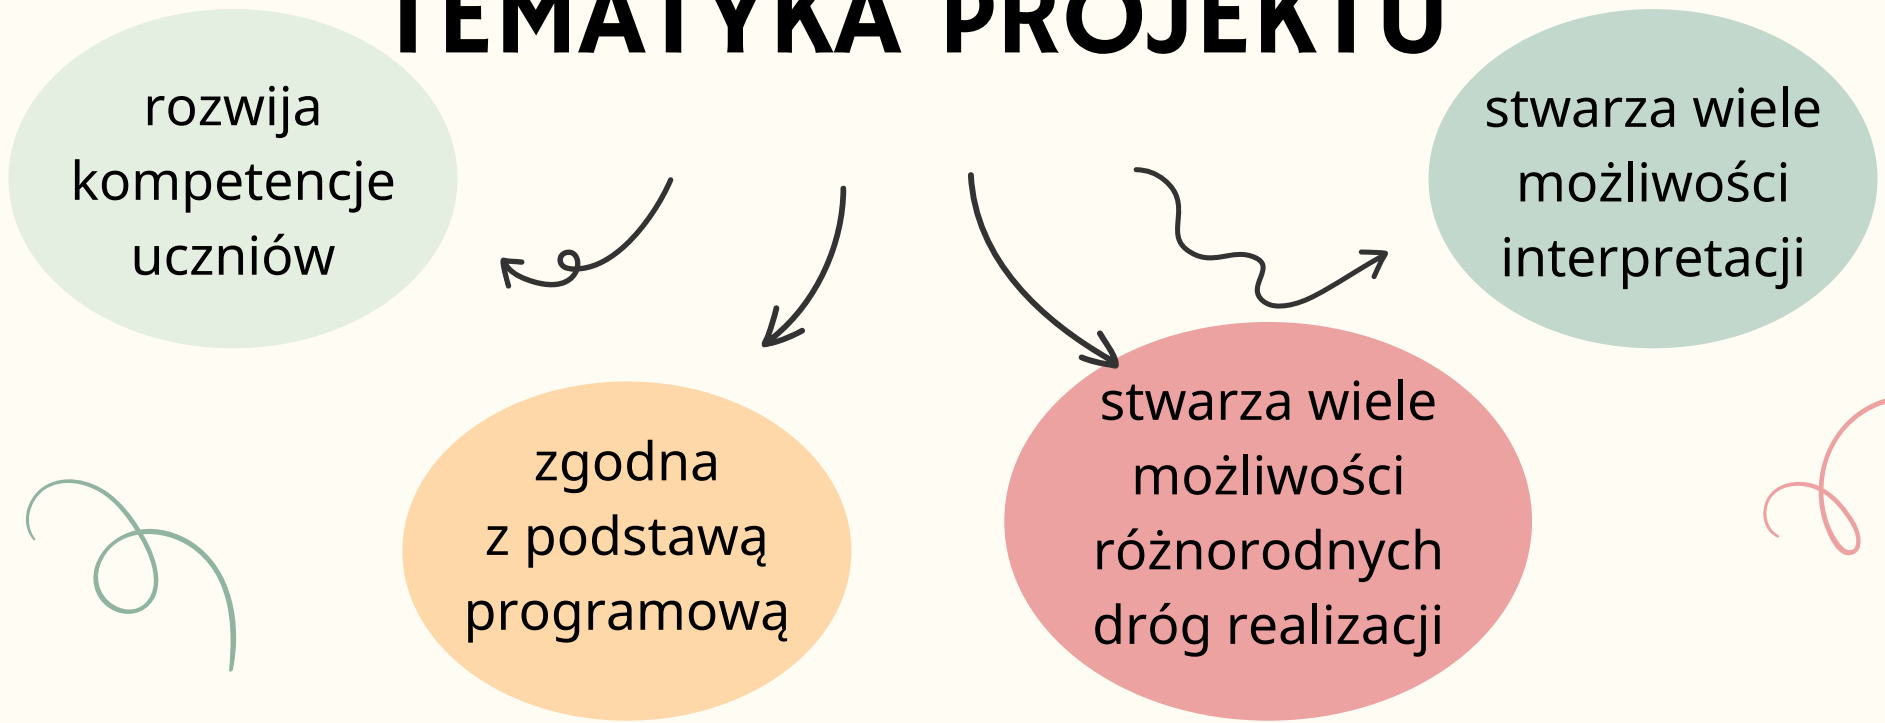 TEMATYKA PROJEKTU
rozwija
kompetencje
uczniów
stwarza wiele
możliwości
interpretacji
zgodna
z podstawą
programową
stwarza wiele
możliwości
różnorodnych
dróg realizacji